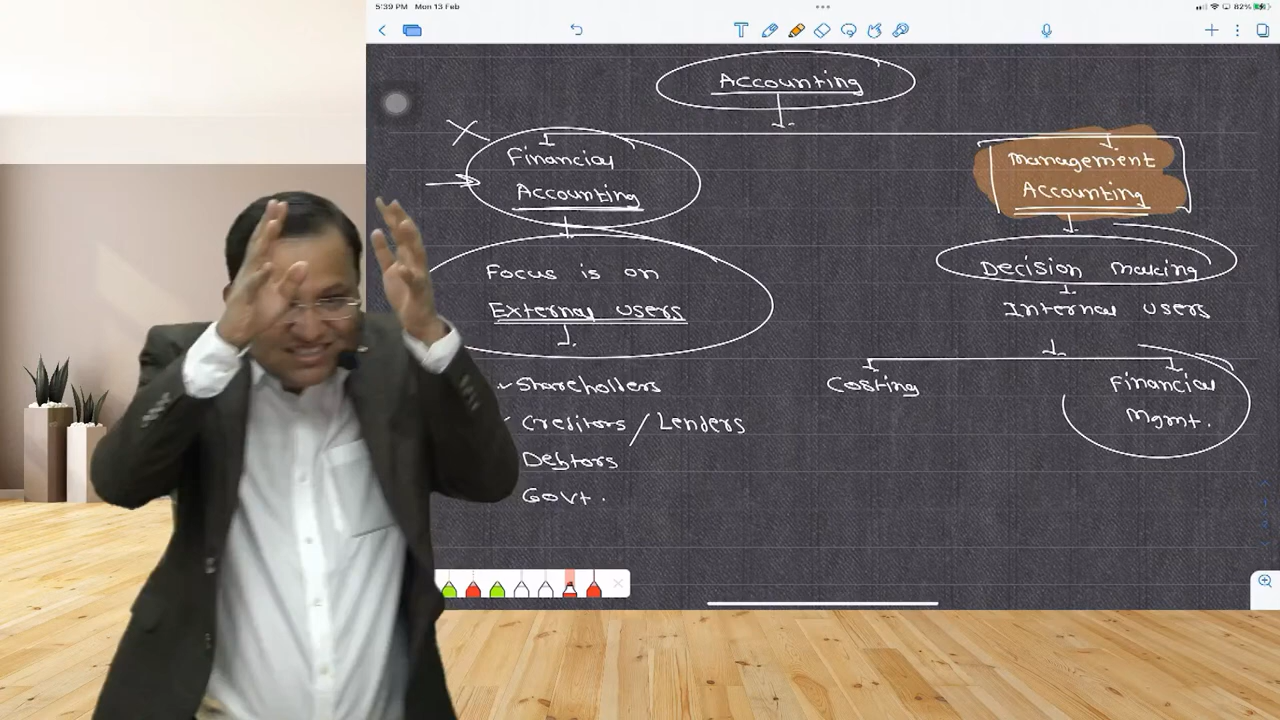 5:39 PM Mon 13 Feb
82%
Accounting
Financial
Accounting
Focus is on
External users
Shareholders
Creditors / Lenders
Debtors
Govt.
Management
Accounting
Decision making
Internal users
Costing
Financial
Mgmt.